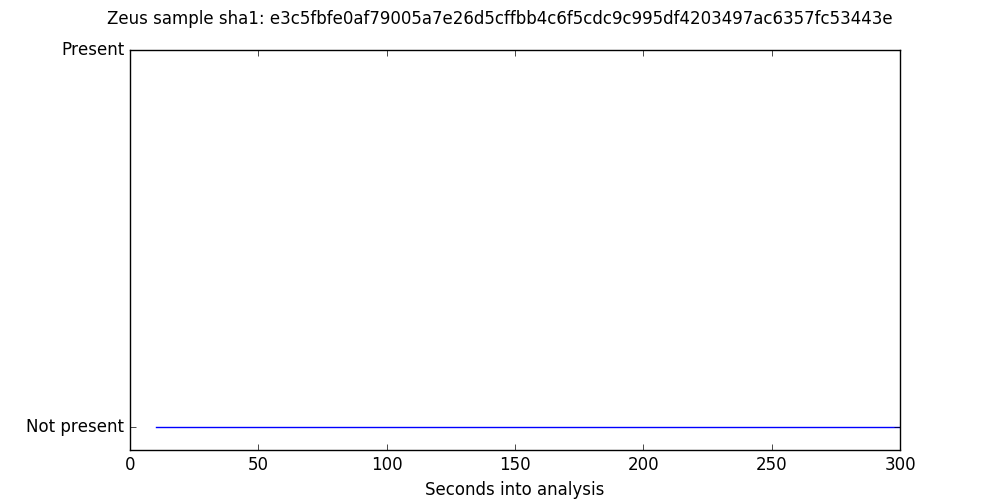 Zeus sample sha1: e3c5fbfe0af79005a7e26d5cffbb4c6f5cdc9c995df4203497ac6357fc53443e
Present
Not present
0 50 100 150 200 250 300
Seconds into analysis